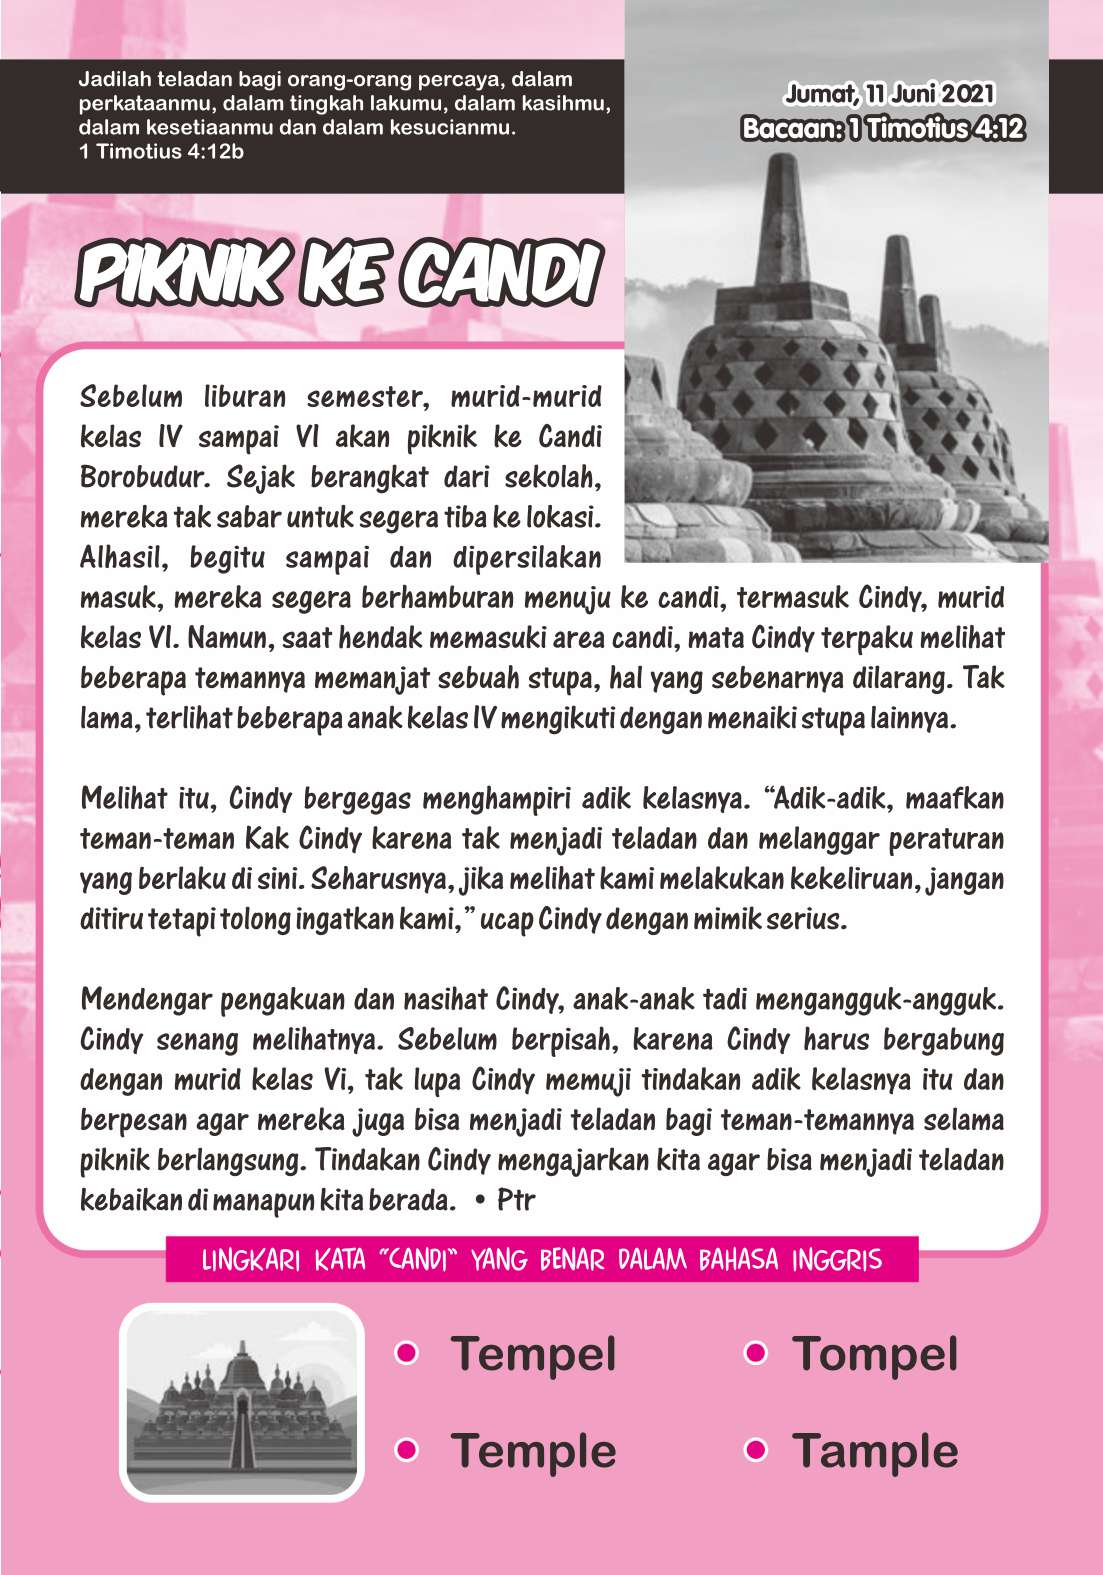 Jadilah teladan bagi orang-orang percaya, dalam
perkataanmu, dalam tingkah lakumu, dalam kasihmu,
dalam kesetiaanmu dan dalam kesucianmu.
1 Timotius 4:12b
Jumat, 11 Juni 2021
Bacaan: 1 Timotius 4:12
PIKNIK KE CANDI
Sebelum liburan semester, murid-murid
kelas IV sampai VI akan piknik ke Candi
Borobudur. Sejak berangkat dari sekolah,
mereka tak sabar untuk segera tiba ke lokasi.
Alhasil, begitu sampai dan dipersilakan
masuk, mereka segera berhamburan menuju ke candi, termasuk Cindy, murid
kelas VI. Namun, saat hendak memasuki area candi, mata Cindy terpaku melihat
beberapa temannya memanjat sebuah stupa, hal yang sebenarnya dilarang. Tak
lama, terlihat beberapa anak kelas IV mengikuti dengan menaiki stupa lainnya.
Melihat itu, Cindy bergegas menghampiri adik kelasnya. “Adik-adik, maafkan
teman-teman Kak Cindy karena tak menjadi teladan dan melanggar peraturan
yang berlaku di sini. Seharusnya, jika melihat kami melakukan kekeliruan, jangan
ditiru tetapi tolong ingatkan kami,” ucap Cindy dengan mimik serius.
Mendengar pengakuan dan nasihat Cindy, anak-anak tadi mengangguk-angguk.
Cindy senang melihatnya. Sebelum berpisah, karena Cindy harus bergabung
dengan murid kelas Vi, tak lupa Cindy memuji tindakan adik kelasnya itu dan
berpesan agar mereka juga bisa menjadi teladan bagi teman-temannya selama
piknik berlangsung. Tindakan Cindy mengajarkan kita agar bisa menjadi teladan
kebaikan di manapun kita berada. • Ptr
LINGKARI KATA “CANDI“ YANG BENAR DALAM BAHASA INGGRIS
• Tempel
• Tompel
• Temple
• Tample